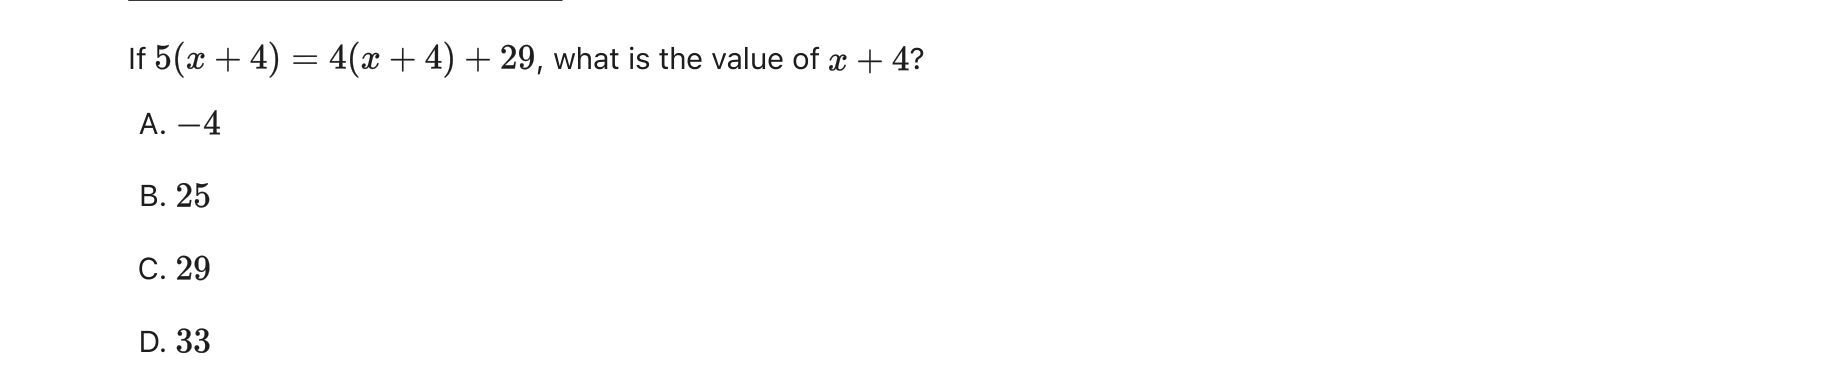 If 5(x + 4) = 4(x + 4) + 29, what is the value of x + 4?
A. −4
B. 25
C. 29
D. 33